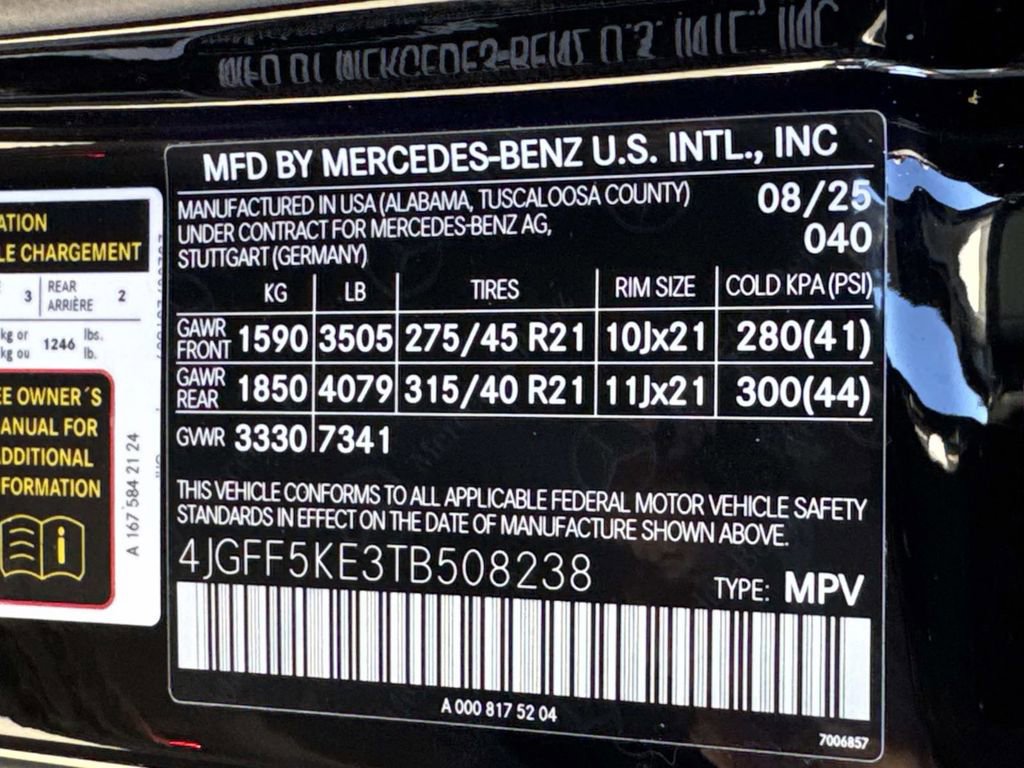 MFD BY MERCEDES-BENZ U.S. INTL., INC
MANUFACTURED IN USA (ALABAMA, TUSCALOOSA COUNTY) 08/25
UNDER CONTRACT FOR MERCEDES-BENZ AG, 040
STUTTGART (GERMANY)
KG LB TIRES RIM SIZE COLD KPA (PSI)
GAWR FRONT 1590 3505 275/45 R21 10Jx21 280(41)
GAWR REAR 1850 4079 315/40 R21 11Jx21 300(44)
GVWR 3330 7341
THIS VEHICLE CONFORMS TO ALL APPLICABLE FEDERAL MOTOR VEHICLE SAFETY
STANDARDS IN EFFECT ON THE DATE OF MANUFACTURE SHOWN ABOVE.
4JGFF5KE3TB508238 TYPE: MPV
A 000 817 52 04
7006857
ATION
LE CHARGEMENT
3 REAR ARRIÈRE 2
kg or
kg ou 1246 lbs.
lb.
EE OWNER´S
ANUAL FOR
DDITIONAL
FORMATION
i
A 167 584 21 24